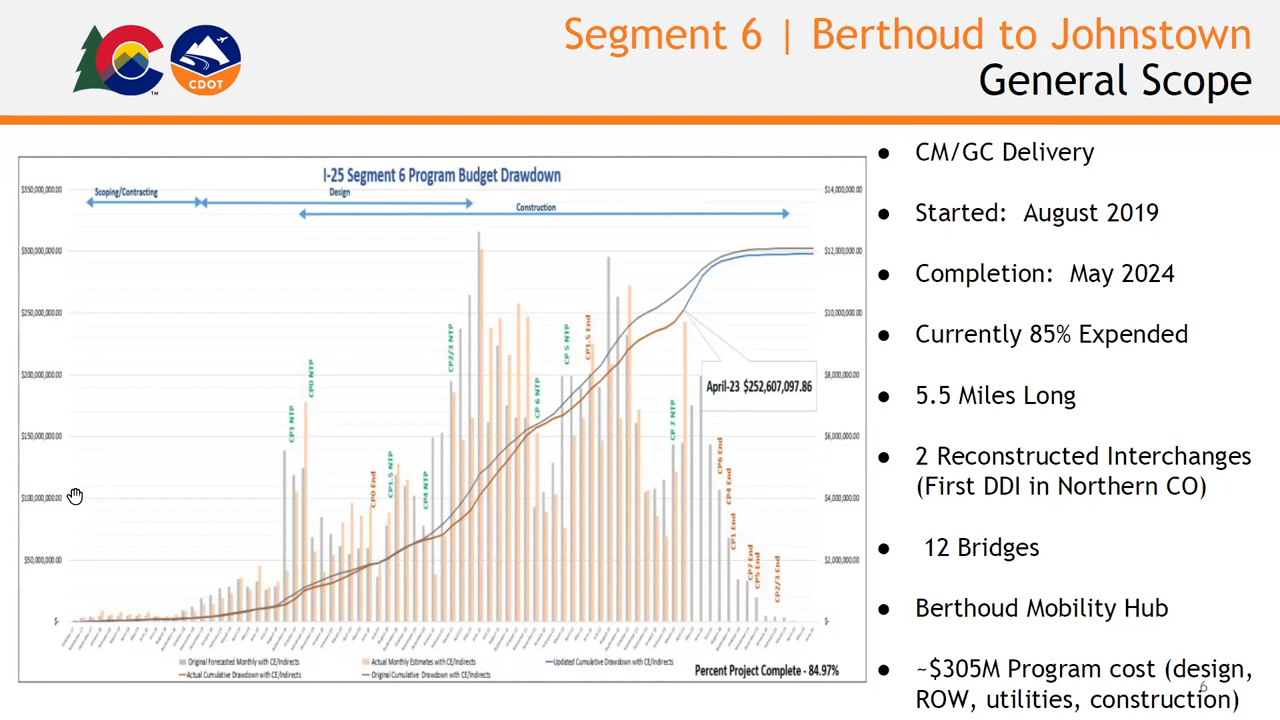 Segment 6 | Berthoud to Johnstown
General Scope
TM
CDOT
I-25 Segment 6 Program Budget Drawdown
Scoping/Contracting
Design
Construction
$350,000,000.00
$300,000,000.00
$250,000,000.00
$200,000,000.00
$150,000,000.00
$100,000,000.00
$50,000,000.00
$-
$14,000,000.00
$12,000,000.00
$10,000,000.00
$8,000,000.00
$6,000,000.00
$4,000,000.00
$2,000,000.00
$-
CP1 NTP
CP0 NTP
CP0 End
CP1.5 NTP
CP4 NTP
CP2/3 NTP
CP 6 NTP
CP 5 NTP
CP1.5 End
CP 7 NTP
CP6 End
CP4 End
CP1 End
CP7 End
CP5 End
CP2/3 End
April-23 $252,607,097.86
Original Forecasted Monthly with CE/Indirects
Actual Monthly Estimates with CE/Indirects
Updated Cumulative Drawdown with CE/Indirects
Actual Cumulative Drawdown with CE/Indirects
Original Cumulative Drawdown with CE/Indirects
Percent Project Complete - 84.97%
● CM/GC Delivery
● Started: August 2019
● Completion: May 2024
● Currently 85% Expended
● 5.5 Miles Long
● 2 Reconstructed Interchanges
(First DDI in Northern CO)
● 12 Bridges
● Berthoud Mobility Hub
● ~$305M Program cost (design,
ROW, utilities, construction)
6